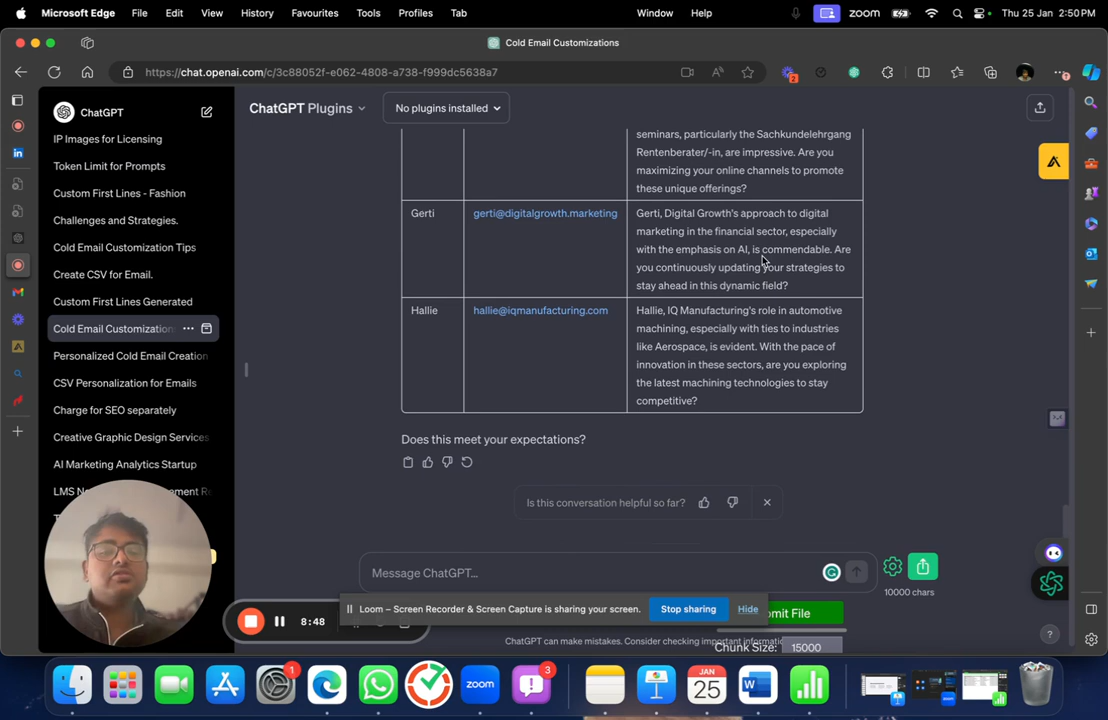 Microsoft Edge File Edit View History Favourites Tools Profiles Tab Window Help zoom Thu 25 Jan 2:50 PM
Cold Email Customizations
https://chat.openai.com/c/3c88052f-e062-4808-a738-f999dc5638a7
2
ChatGPT
IP Images for Licensing
Token Limit for Prompts
Custom First Lines - Fashion
Challenges and Strategies.
Cold Email Customization Tips
Create CSV for Email.
Custom First Lines Generated
Cold Email Customization
Personalized Cold Email Creation
CSV Personalization for Emails
Charge for SEO separately
Creative Graphic Design Services
AI Marketing Analytics Startup
ChatGPT Plugins
No plugins installed
seminars, particularly the Sachkundelehrgang
Rentenberater/-in, are impressive. Are you
maximizing your online channels to promote
these unique offerings?
Gerti
gerti@digitalgrowth.marketing
Gerti, Digital Growth's approach to digital
marketing in the financial sector, especially
with the emphasis on AI, is commendable. Are
you continuously updating your strategies to
stay ahead in this dynamic field?
Hallie
hallie@iqmanufacturing.com
Hallie, IQ Manufacturing's role in automotive
machining, especially with ties to industries
like Aerospace, is evident. With the pace of
innovation in these sectors, are you exploring
the latest machining technologies to stay
competitive?
Does this meet your expectations?
Is this conversation helpful so far?
Message ChatGPT...
10000 chars
Loom – Screen Recorder & Screen Capture is sharing your screen. Stop sharing Hide
File
8:48
ChatGPT can make mistakes. Consider checking important
Chunk Size: 15000
?
1
zoom
3
JAN
25
W